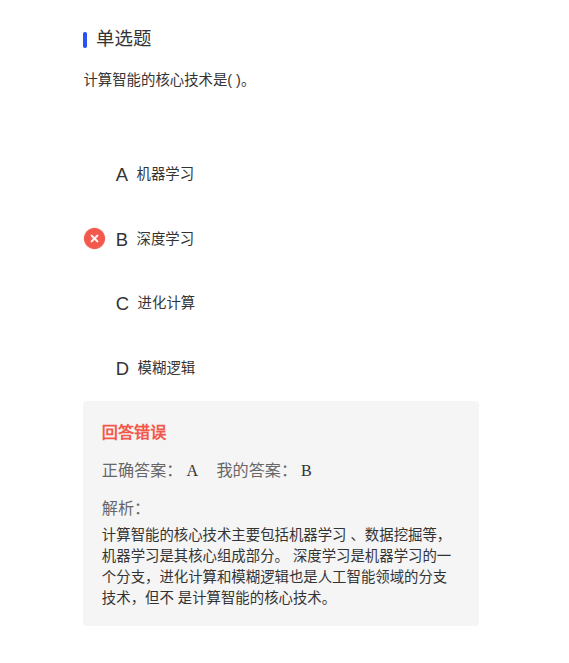 单选题
计算智能的核心技术是( )。
A 机器学习
B 深度学习
C 进化计算
D 模糊逻辑
回答错误
正确答案： A 我的答案： B
解析：
计算智能的核心技术主要包括机器学习 、数据挖掘等，
机器学习是其核心组成部分。 深度学习是机器学习的一
个分支，进化计算和模糊逻辑也是人工智能领域的分支
技术，但不 是计算智能的核心技术。